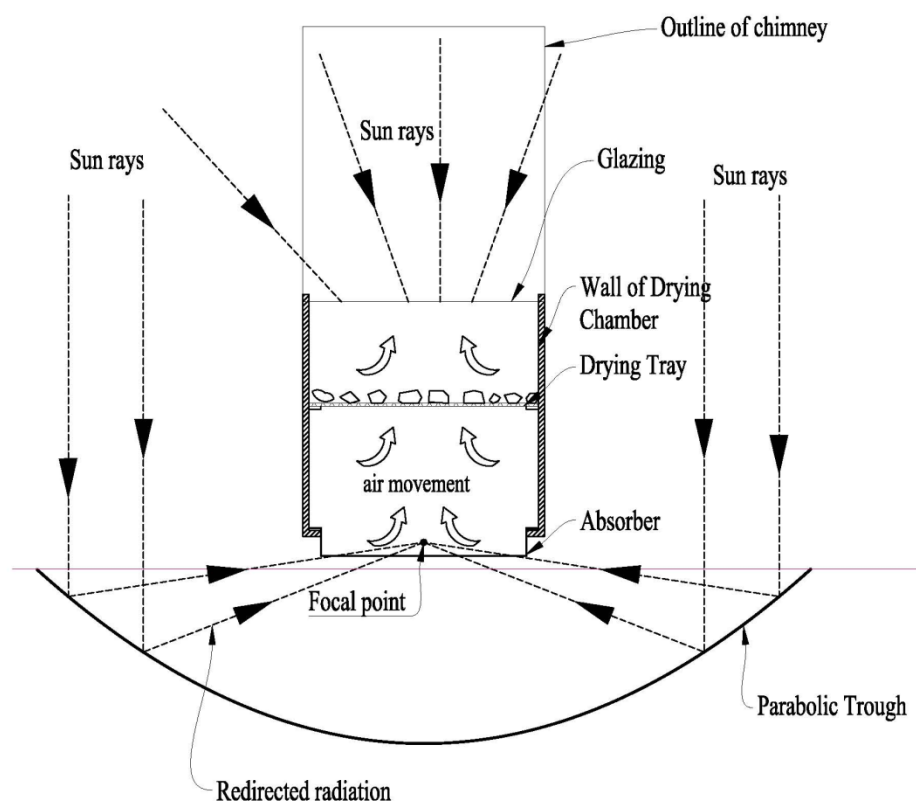 Outline of chimney
Sun rays
Sun rays
Glazing
Sun rays
Wall of Drying
Chamber
Drying Tray
air movement
Absorber
Focal point
Parabolic Trough
Redirected radiation